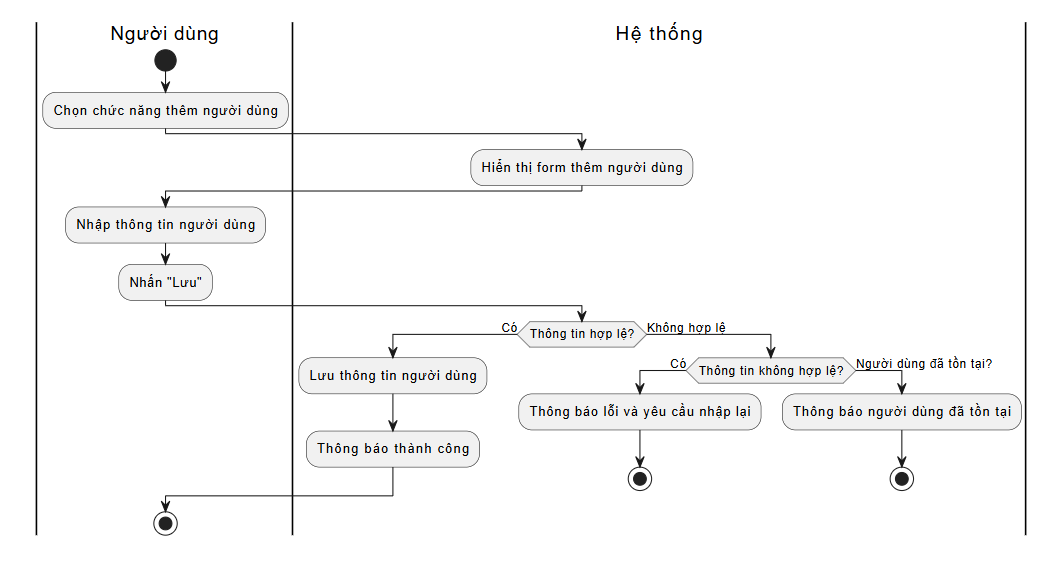 Người dùng
Hệ thống
Chọn chức năng thêm người dùng
Hiển thị form thêm người dùng
Nhập thông tin người dùng
Nhấn "Lưu"
Có
Thông tin hợp lệ?
Không hợp lệ
Lưu thông tin người dùng
Có
Thông tin không hợp lệ?
Người dùng đã tồn tại?
Thông báo lỗi và yêu cầu nhập lại
Thông báo người dùng đã tồn tại
Thông báo thành công